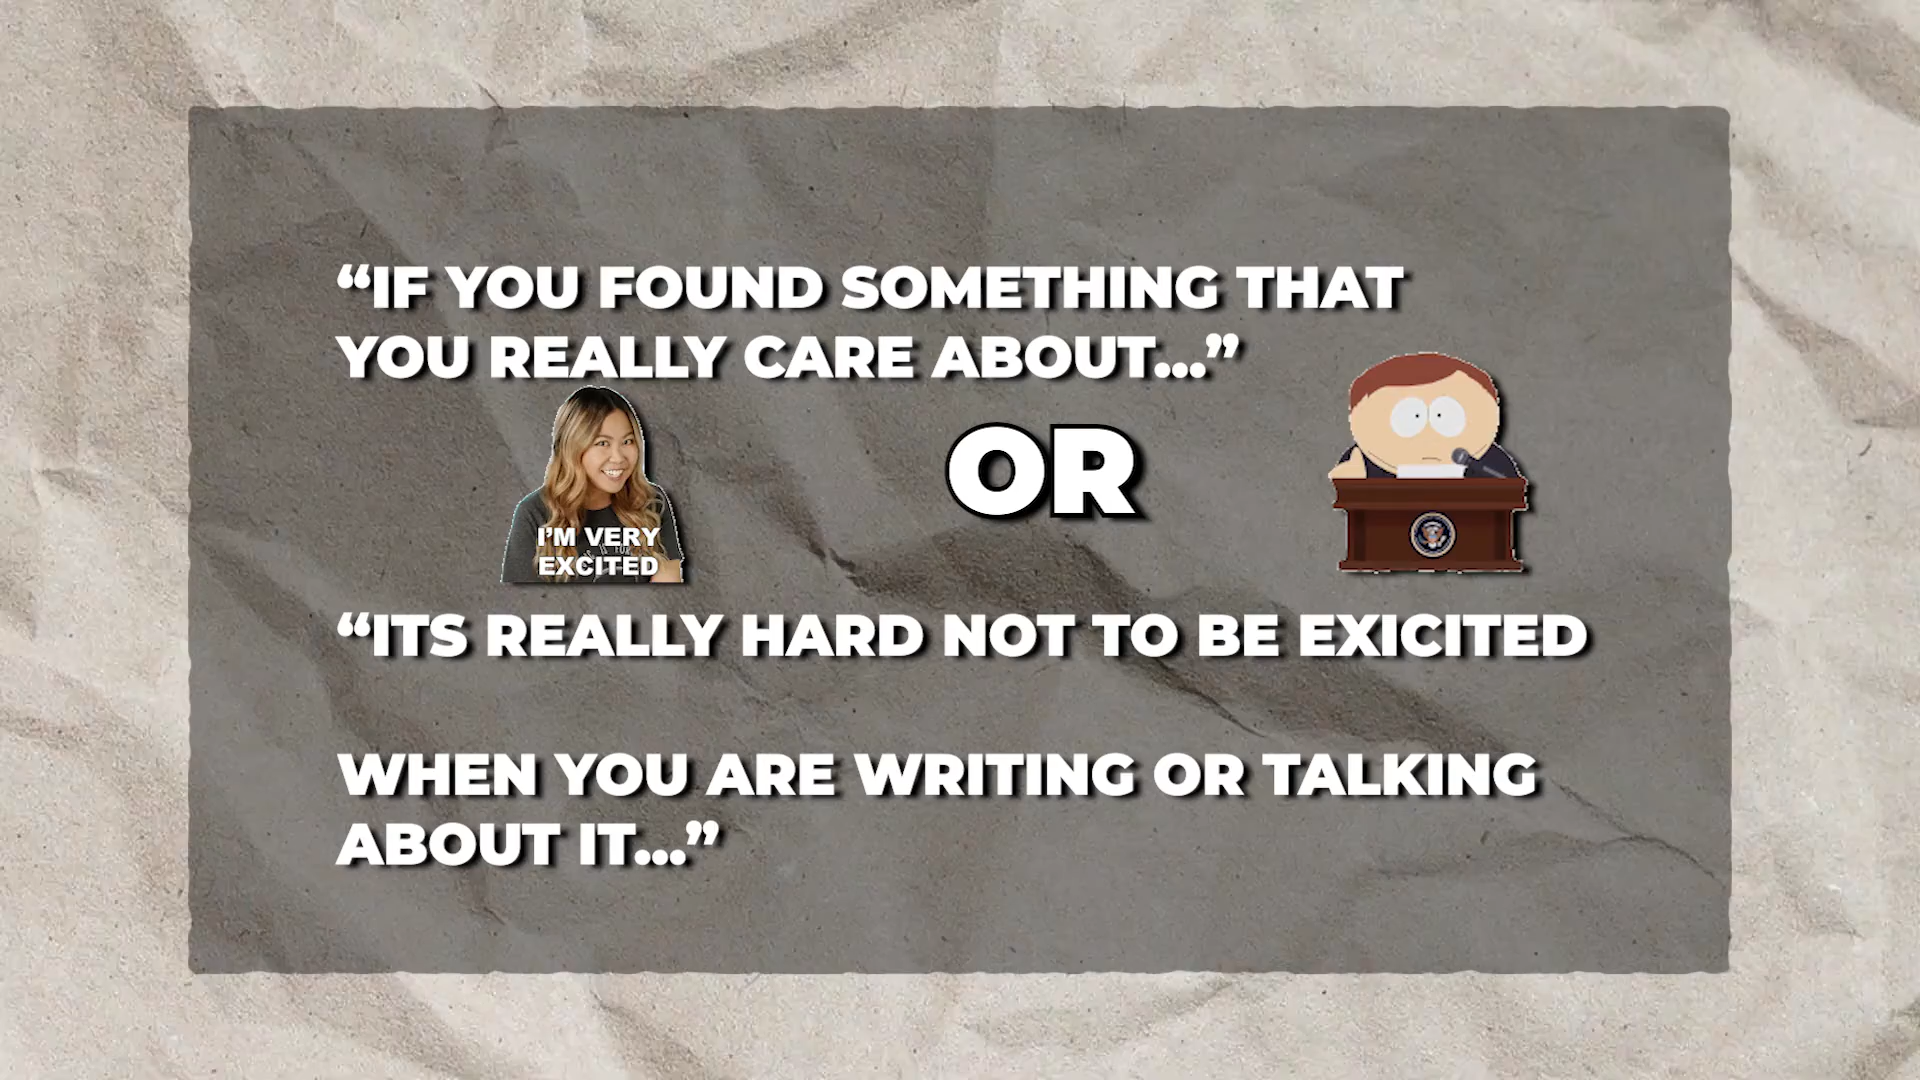 “IF YOU FOUND SOMETHING THAT
YOU REALLY CARE ABOUT...”
OR
I'M VERY
EXCITED
“ITS REALLY HARD NOT TO BE EXICITED
WHEN YOU ARE WRITING OR TALKING
ABOUT IT...”